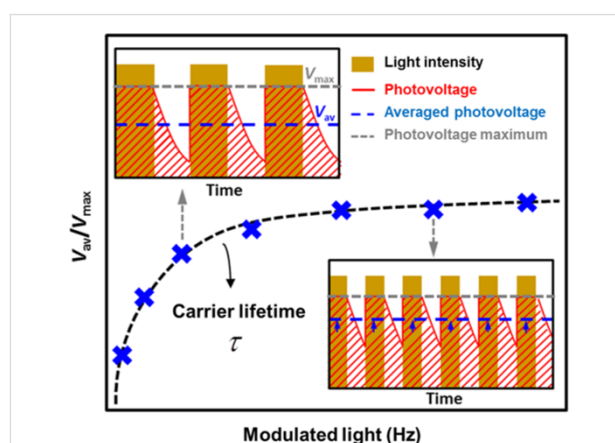 Light intensity
Photovoltage
Averaged photovoltage
Photovoltage maximum
Vmax
Vav
Time
Vav/Vmax
Carrier lifetime
τ
Time
Modulated light (Hz)